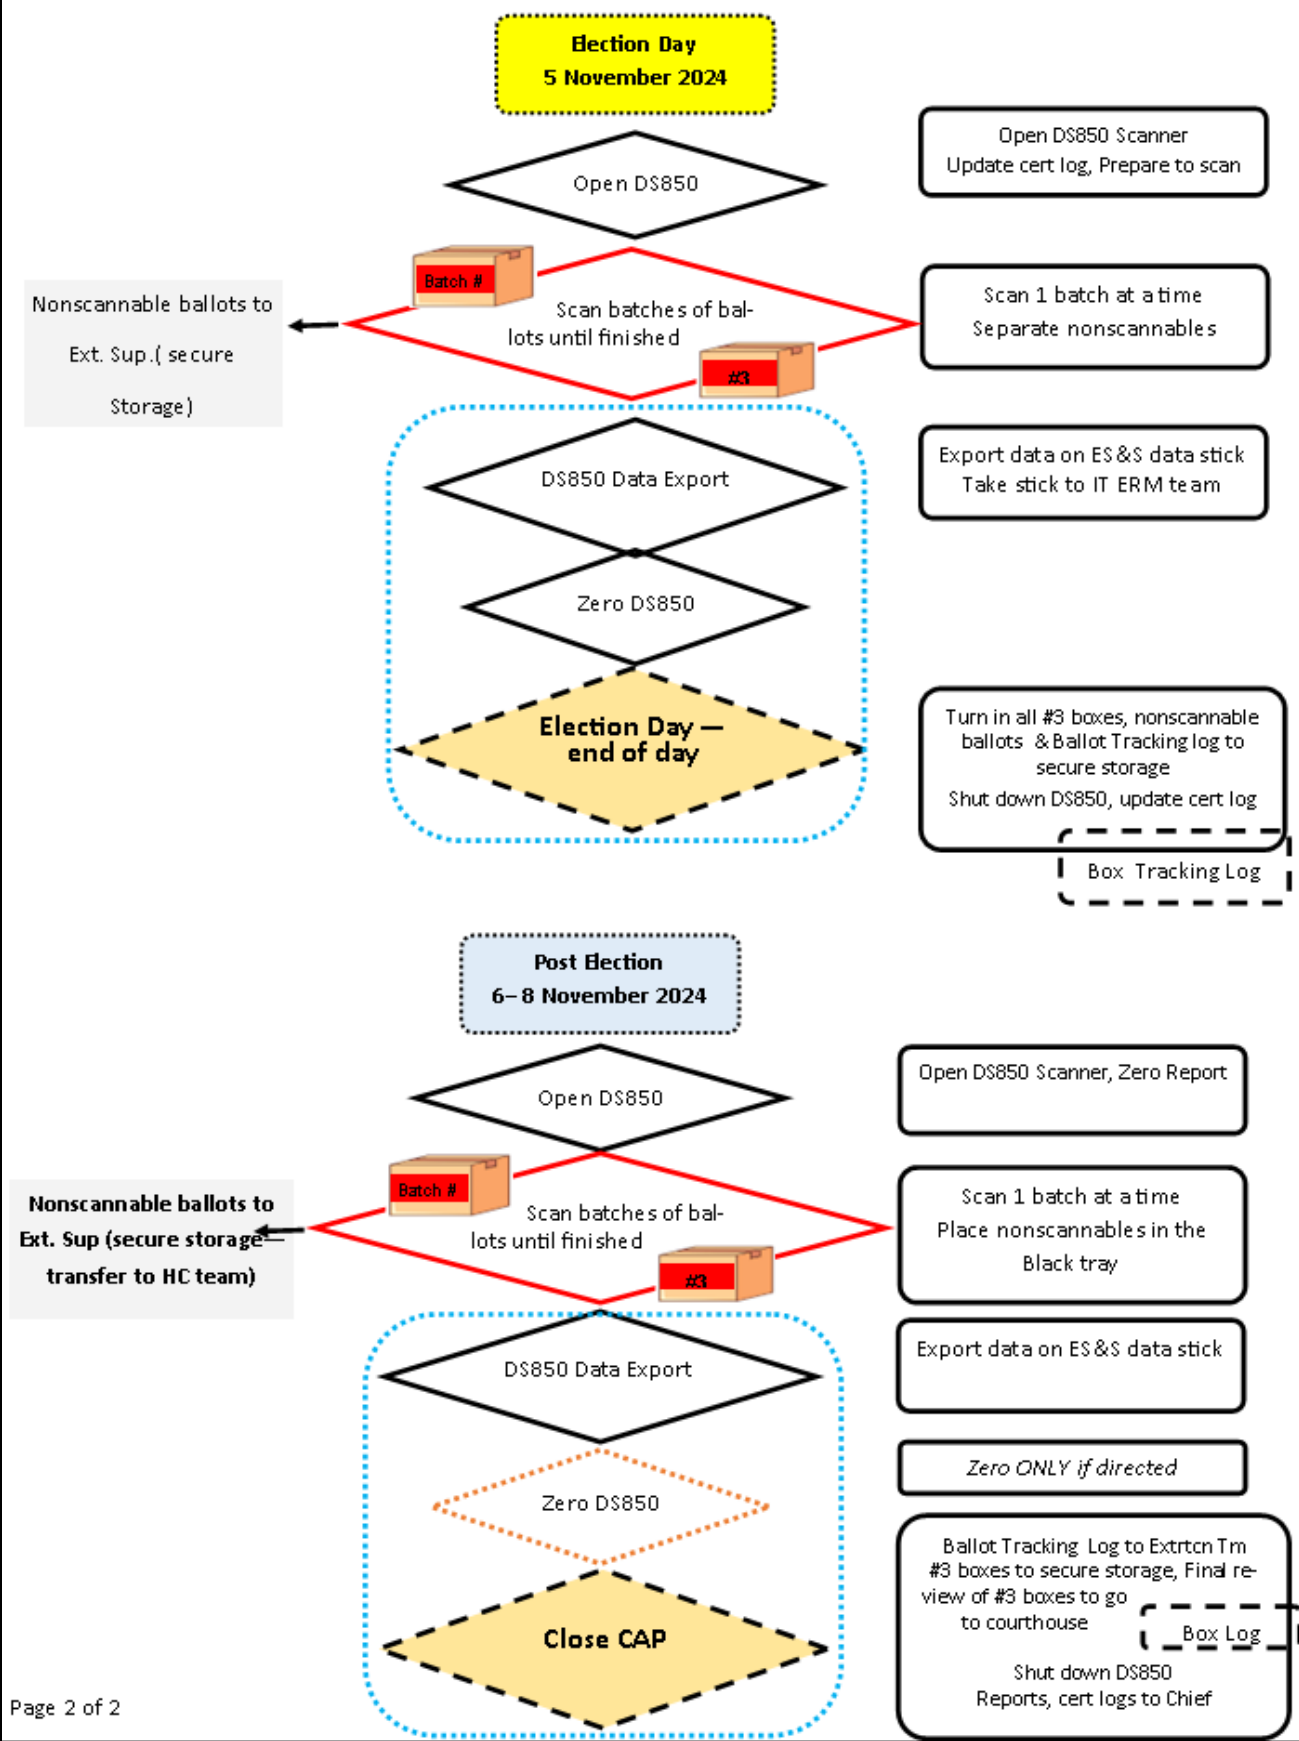 Election Day
5 November 2024
Open DS850
Open DS850 Scanner
Update cert log, Prepare to scan
Batch #
Scan batches of bal-
lots until finished
#3
Nonscannable ballots to
Ext. Sup.( secure
Storage)
Scan 1 batch at a time
Separate nonscannables
DS850 Data Export
Export data on ES&S data stick
Take stick to IT ERM team
Zero DS850
Election Day —
end of day
Turn in all #3 boxes, nonscannable
ballots & Ballot Tracking log to
secure storage
Shut down DS850, update cert log
Box Tracking Log
Post Election
6– 8 November 2024
Open DS850
Open DS850 Scanner, Zero Report
Batch #
Scan batches of bal-
lots until finished
#3
Nonscannable ballots to
Ext. Sup (secure storage—
transfer to HC team)
Scan 1 batch at a time
Place nonscannables in the
Black tray
DS850 Data Export
Export data on ES&S data stick
Zero DS850
Zero ONLY if directed
Close CAP
Ballot Tracking Log to Extrtcn Tm
#3 boxes to secure storage, Final re-
view of #3 boxes to go
to courthouse
Box Log
Shut down DS850
Reports, cert logs to Chief
Page 2 of 2